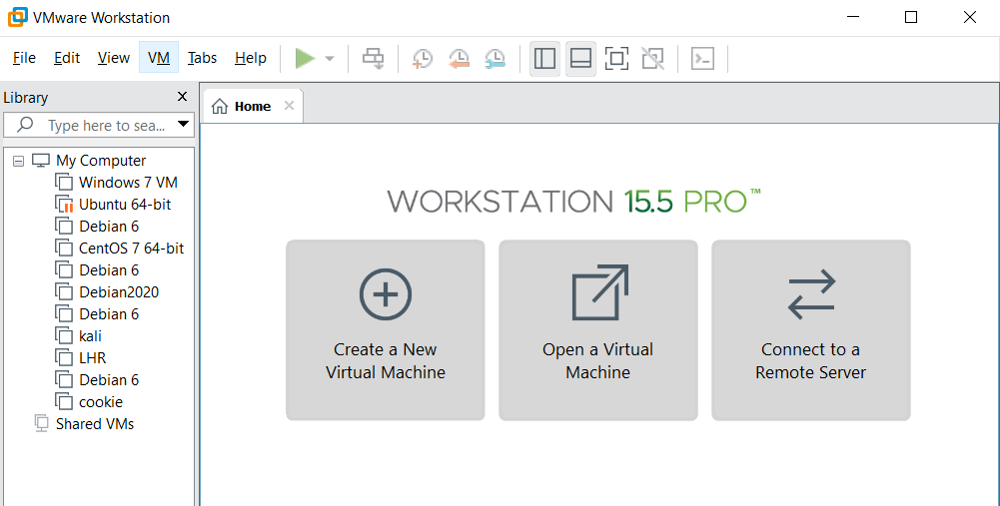 VMware Workstation
File Edit View VM Tabs Help
Library
Type here to sea...
Home
My Computer
Windows 7 VM
Ubuntu 64-bit
Debian 6
CentOS 7 64-bit
Debian 6
Debian2020
Debian 6
kali
LHR
Debian 6
cookie
Shared VMs
WORKSTATION 15.5 PRO™
Create a New
Virtual Machine
Open a Virtual
Machine
Connect to a
Remote Server